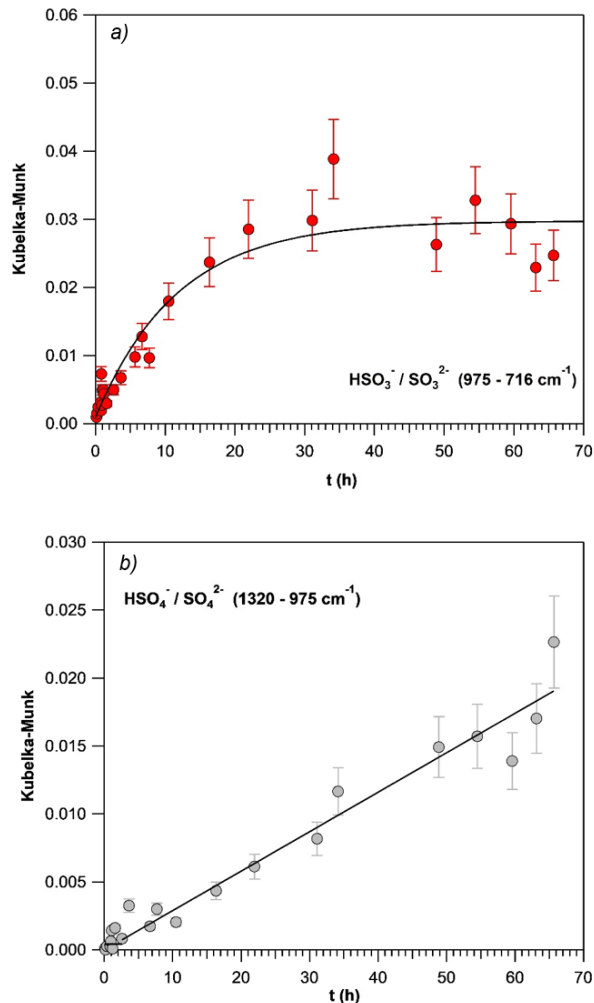 a)
0.06
0.05
0.04
0.03
0.02
0.01
0.00
Kubelka-Munk
HSO₃⁻ / SO₃²⁻ (975 - 716 cm⁻¹)
0 10 20 30 40 50 60 70
t (h)
b)
0.030
0.025
0.020
0.015
0.010
0.005
0.000
Kubelka-Munk
HSO₄⁻ / SO₄²⁻ (1320 - 975 cm⁻¹)
0 10 20 30 30 50 60 70
t (h)